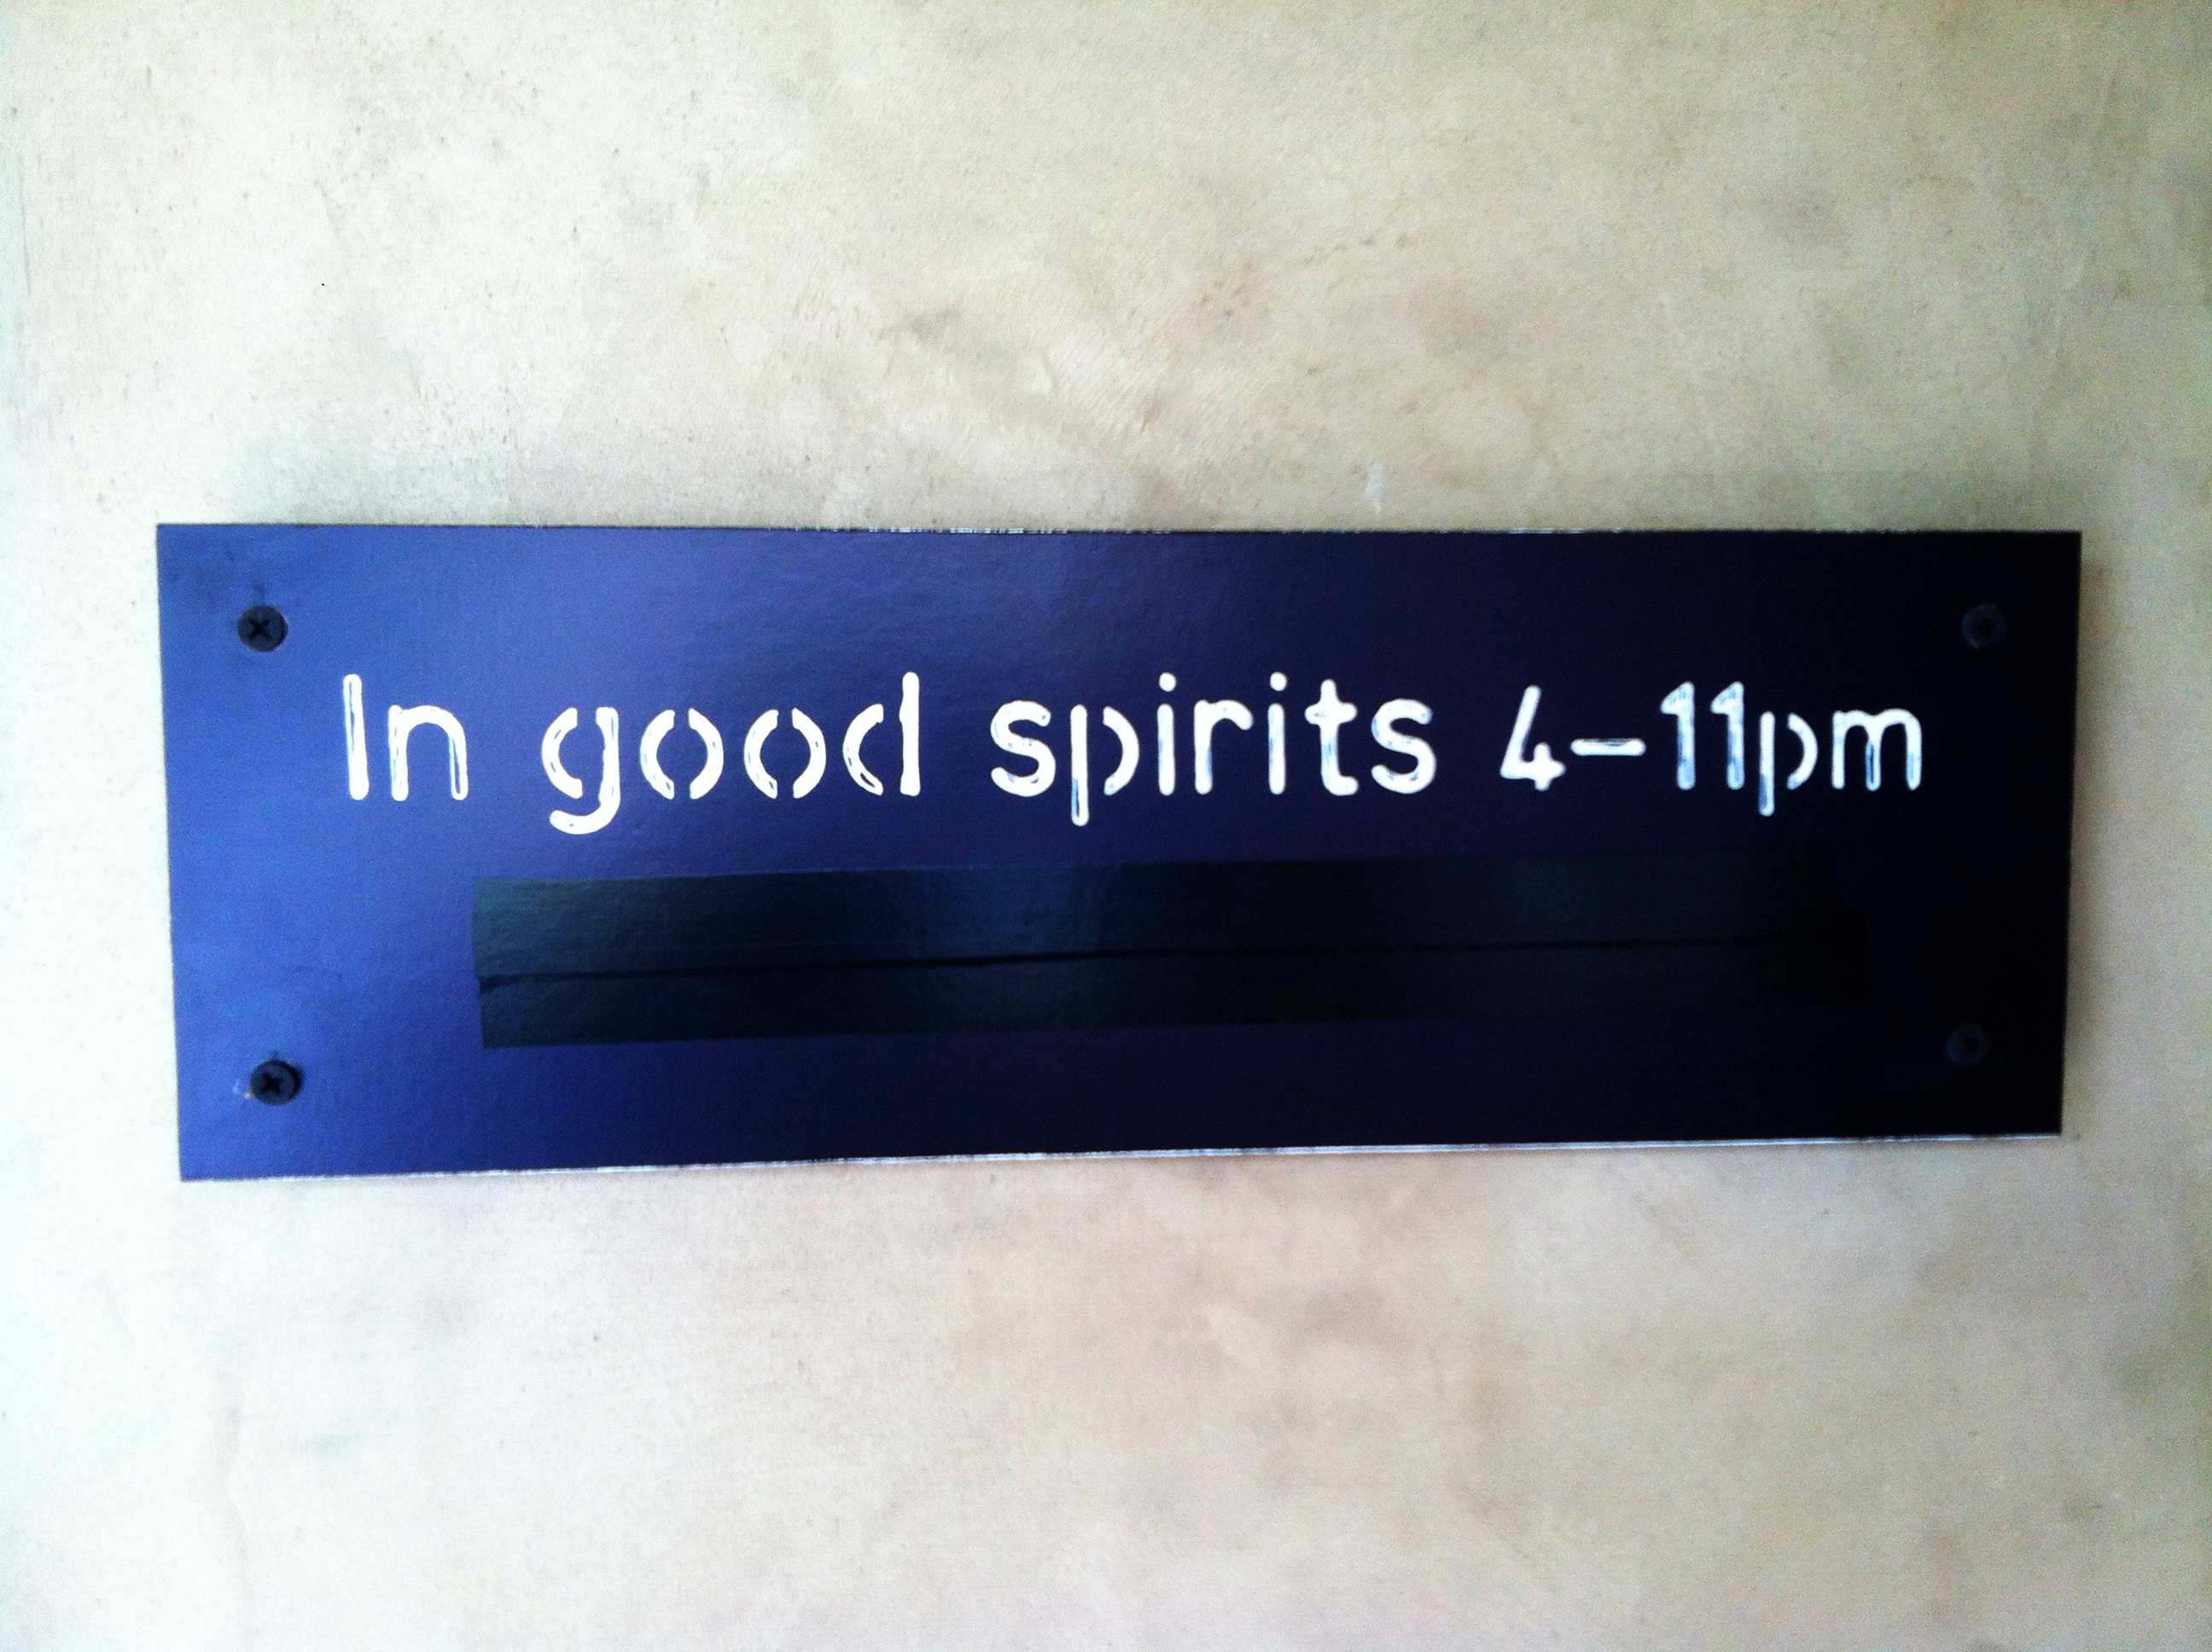 In good spirits 4–11pm